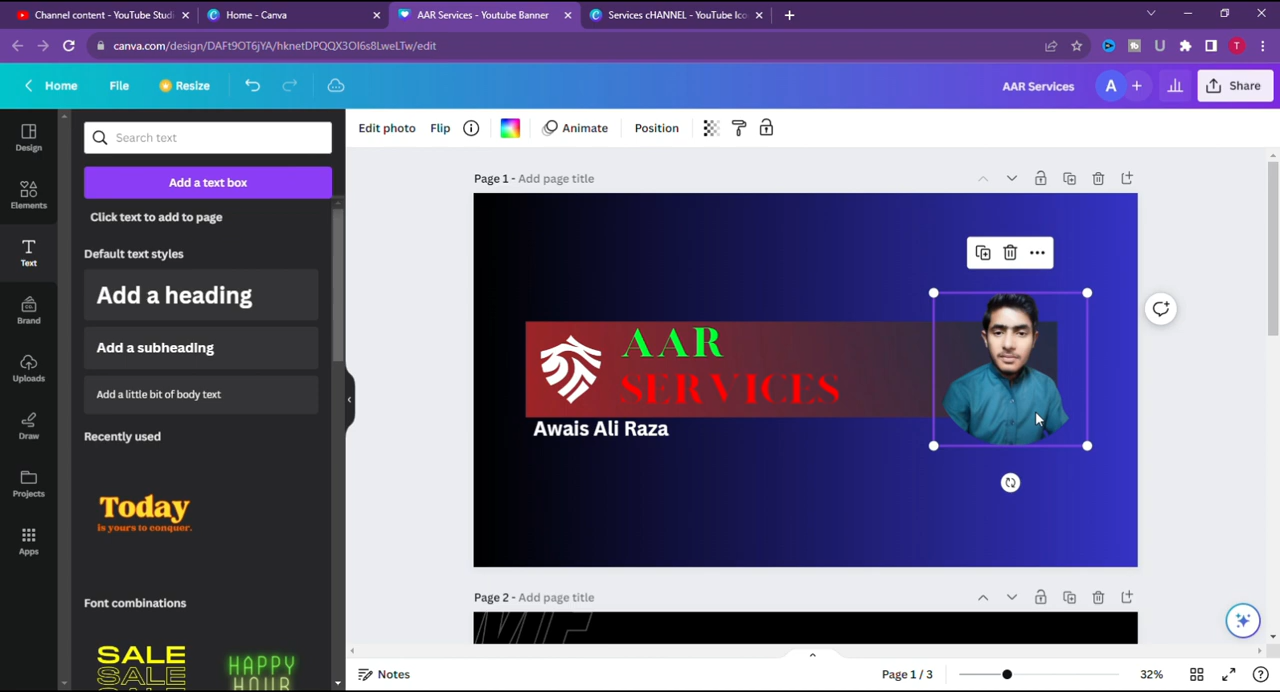 Channel content - YouTube Studi
Home - Canva
AAR Services - Youtube Banner
Services cHANNEL - YouTube Ico
canva.com/design/DAFt9OT6jYA/hknetDPQQX3OI6s8LweLTw/edit
T
Home
File
Resize
AAR Services
A
Share
Design
Elements
Text
Brand
Uploads
Draw
Projects
Apps
Search text
Add a text box
Click text to add to page
Default text styles
Add a heading
Add a subheading
Add a little bit of body text
Recently used
Today
is yours to conquer.
Font combinations
SALE
SALE
HAPPY
HOUR
Edit photo
Flip
Animate
Position
Page 1 - Add page title
AAR
SERVICES
Awais Ali Raza
Page 2 - Add page title
Notes
Page 1 / 3
32%